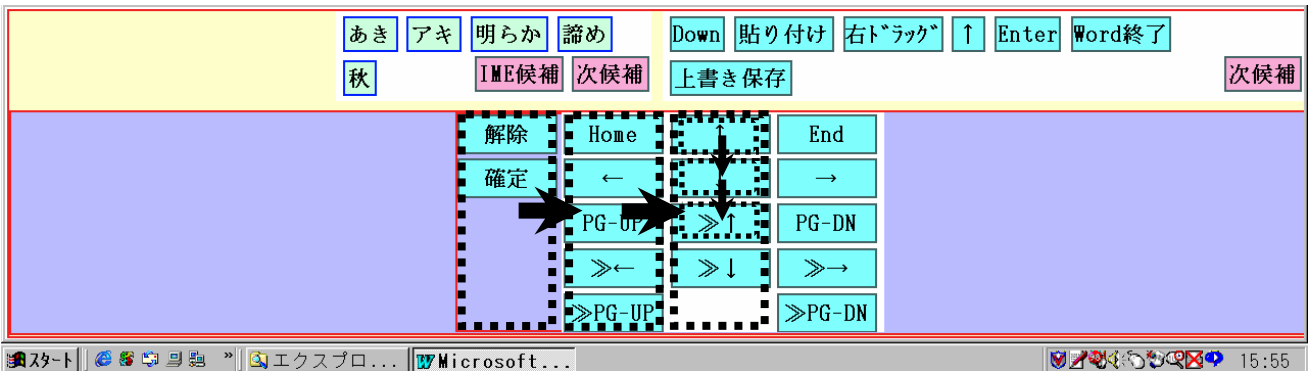 あき アキ 明らか 諦め Down 貼り付け 右ﾄﾞﾗｯｸﾞ ↑ Enter Word終了
秋 IME候補 次候補 上書き保存 次候補
解除 Home ↑ End
確定 ← →
PG-UP ≫↑ PG-DN
≫← ≫↓ ≫→
≫PG-UP ≫PG-DN
スタート » エクスプロ... Microsoft... 15:55